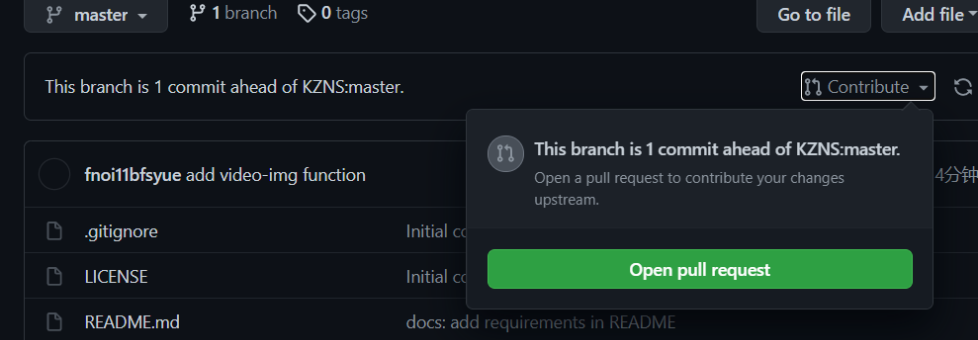 master
1 branch
0 tags
Go to file
Add file
This branch is 1 commit ahead of KZNS:master.
Contribute
This branch is 1 commit ahead of KZNS:master.
Open a pull request to contribute your changes
upstream.
Open pull request
fnoi11bfsyue add video-img function
4分钟
.gitignore
Initial
LICENSE
Initial
README.md
docs: add requirements in README